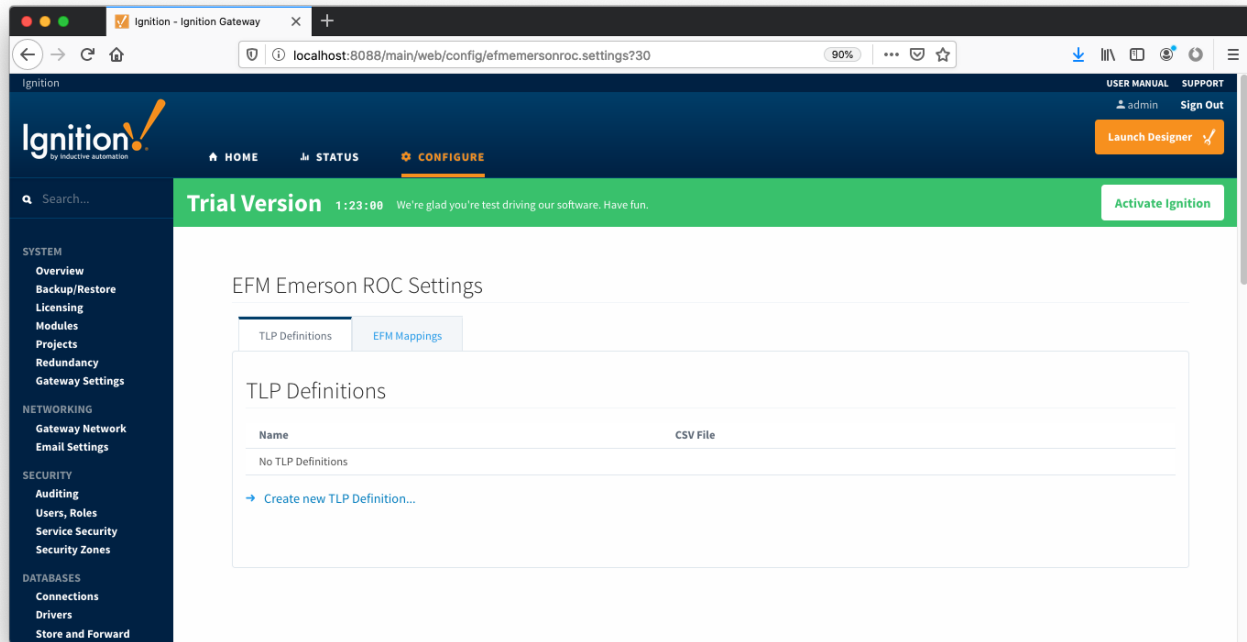 Ignition - Ignition Gateway
localhost:8088/main/web/config/efmemersonroc.settings?30
90%
Ignition
USER MANUAL SUPPORT
admin Sign Out
Ignition!
by inductive automation
Launch Designer
HOME STATUS CONFIGURE
Search...
Trial Version 1:23:00 We're glad you're test driving our software. Have fun.
Activate Ignition
SYSTEM
Overview
Backup/Restore
Licensing
Modules
Projects
Redundancy
Gateway Settings
NETWORKING
Gateway Network
Email Settings
SECURITY
Auditing
Users, Roles
Service Security
Security Zones
DATABASES
Connections
Drivers
Store and Forward
EFM Emerson ROC Settings
TLP Definitions EFM Mappings
TLP Definitions
Name CSV File
No TLP Definitions
Create new TLP Definition...